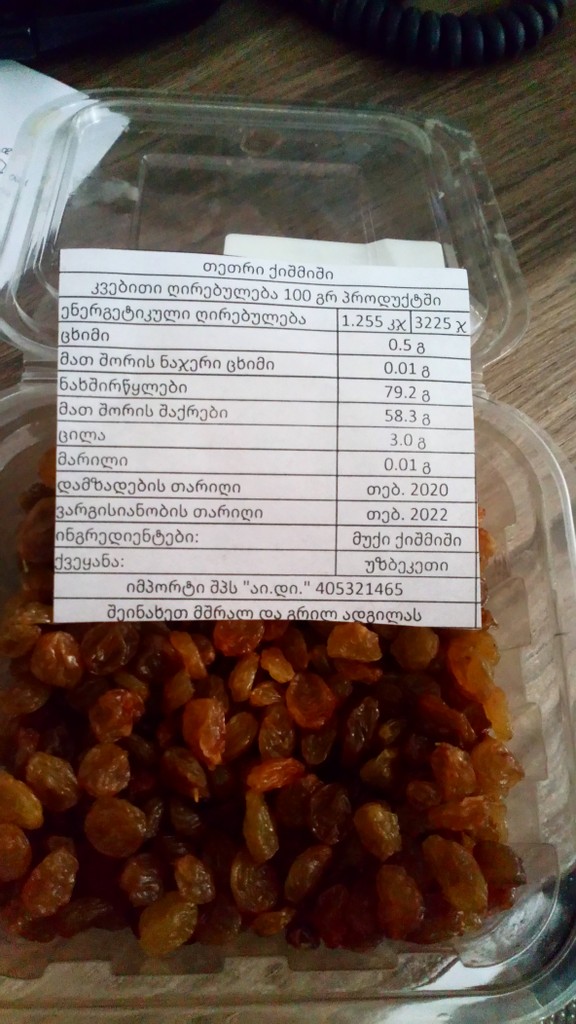 თეთრი ქიშმიში
კვებითი ღირებულება 100 გრ პროდუქტში
ენერგეტიკული ღირებულება 1.255 კჯ 3225 ჯ
ცხიმი 0.5 გ
მათ შორის ნაჯერი ცხიმი 0.01 გ
ნახშირწყლები 79.2 გ
მათ შორის შაქრები 58.3 გ
ცილა 3.0 გ
მარილი 0.01 გ
დამზადების თარიღი თებ. 2020
ვარგისიანობის თარიღი თებ. 2022
ინგრედიენტები: მუქი ქიშმიში
ქვეყანა: უზბეკეთი
იმპორტი შპს "აი.დი." 405321465
შეინახეთ მშრალ და გრილ ადგილას